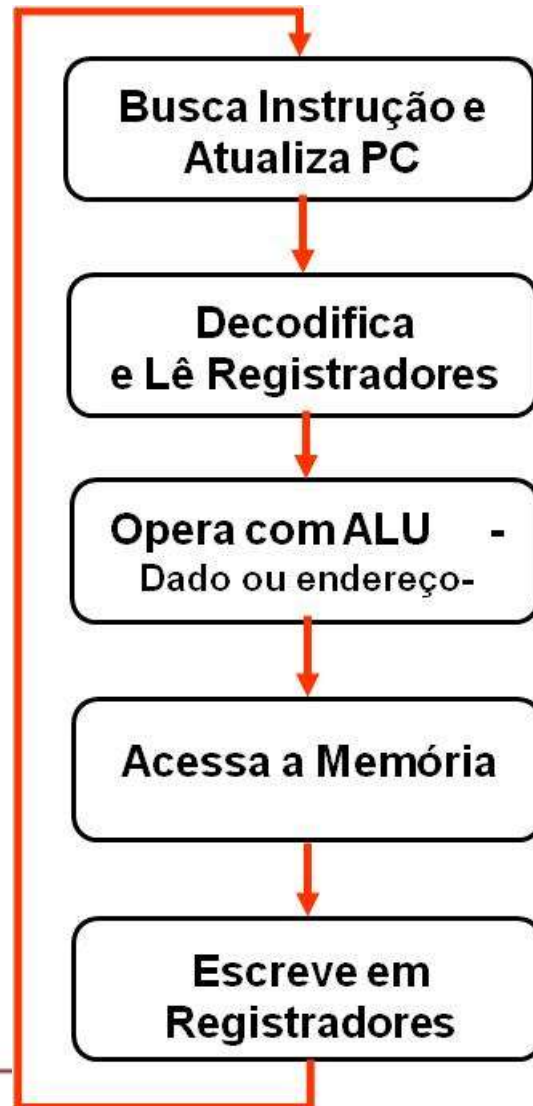 Busca Instrução e
Atualiza PC
Decodifica
e Lê Registradores
Opera com ALU -
Dado ou endereço-
Acessa a Memória
Escreve em
Registradores